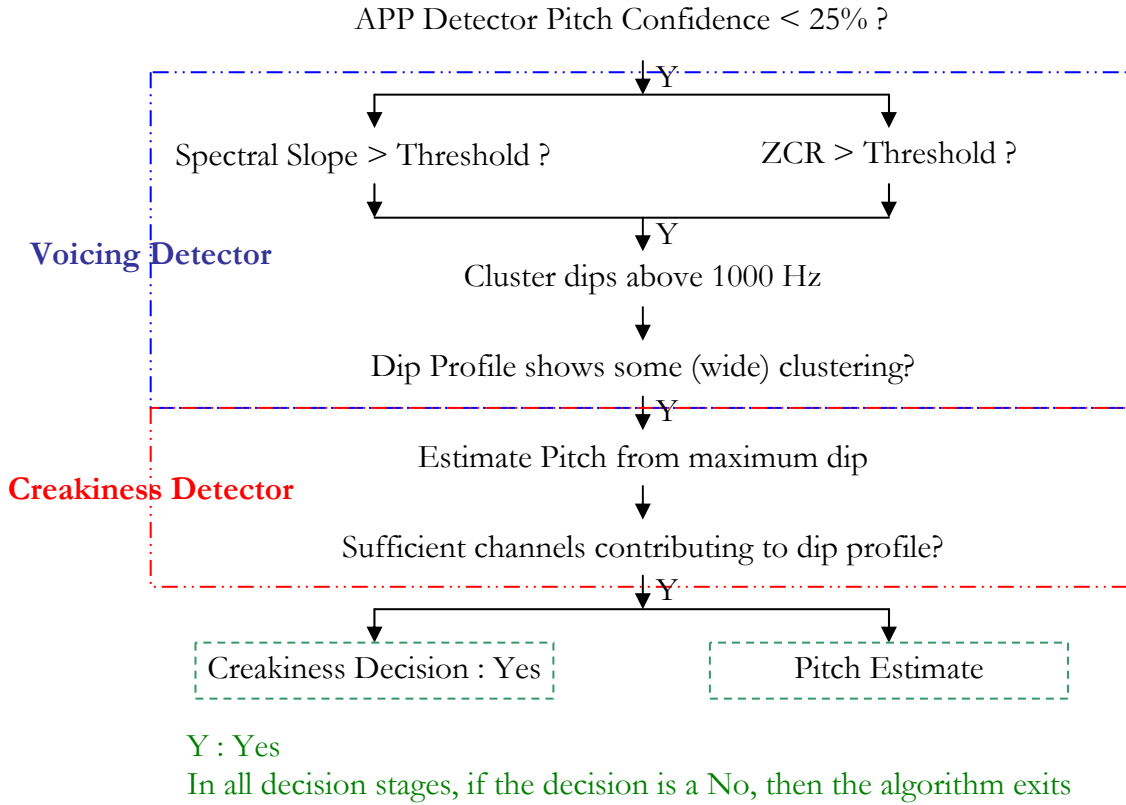 APP Detector Pitch Confidence < 25% ?
Y
Spectral Slope > Threshold ?
ZCR > Threshold ?
Y
Voicing Detector
Cluster dips above 1000 Hz
Dip Profile shows some (wide) clustering?
Y
Estimate Pitch from maximum dip
Creakiness Detector
Sufficient channels contributing to dip profile?
Y
Creakiness Decision : Yes
Pitch Estimate
Y : Yes
In all decision stages, if the decision is a No, then the algorithm exits